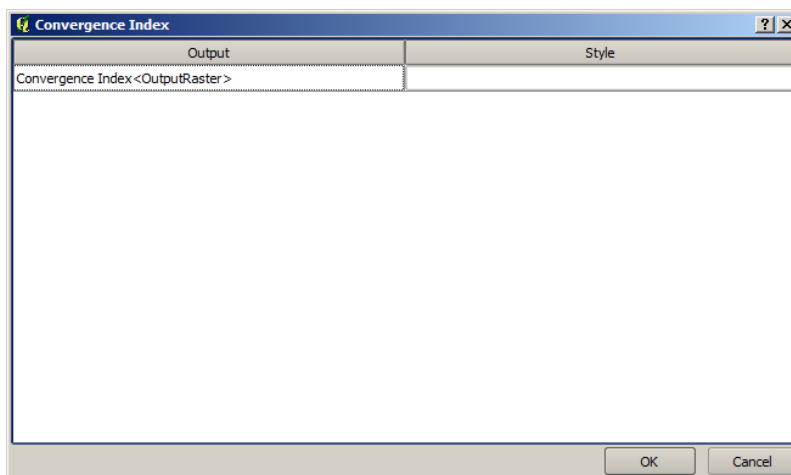 Convergence Index
Output Style
Convergence Index<OutputRaster>
OK Cancel